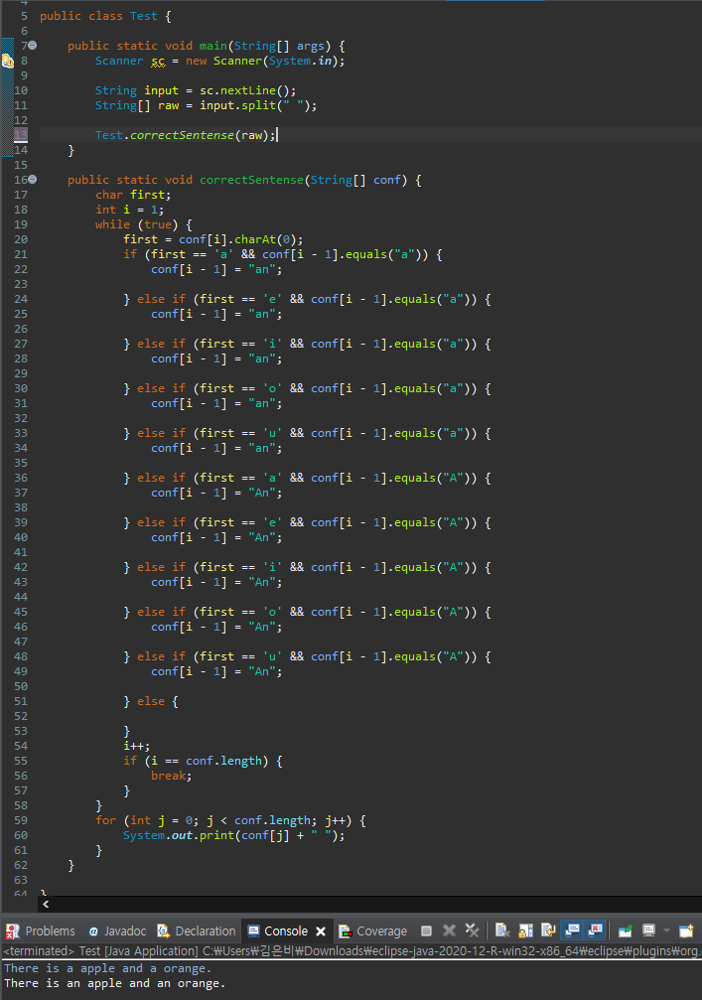 4
5 public class Test {
6
7 public static void main(String[] args) {
8 Scanner sc = new Scanner(System.in);
9
10 String input = sc.nextLine();
11 String[] raw = input.split(" ");
12
13 Test.correctSentense(raw);
14 }
15
16 public static void correctSentense(String[] conf) {
17 char first;
18 int i = 1;
19 while (true) {
20 first = conf[i].charAt(0);
21 if (first == 'a' && conf[i - 1].equals("a")) {
22 conf[i - 1] = "an";
23
24 } else if (first == 'e' && conf[i - 1].equals("a")) {
25 conf[i - 1] = "an";
26
27 } else if (first == 'i' && conf[i - 1].equals("a")) {
28 conf[i - 1] = "an";
29
30 } else if (first == 'o' && conf[i - 1].equals("a")) {
31 conf[i - 1] = "an";
32
33 } else if (first == 'u' && conf[i - 1].equals("a")) {
34 conf[i - 1] = "an";
35
36 } else if (first == 'a' && conf[i - 1].equals("A")) {
37 conf[i - 1] = "An";
38
39 } else if (first == 'e' && conf[i - 1].equals("A")) {
40 conf[i - 1] = "An";
41
42 } else if (first == 'i' && conf[i - 1].equals("A")) {
43 conf[i - 1] = "An";
44
45 } else if (first == 'o' && conf[i - 1].equals("A")) {
46 conf[i - 1] = "An";
47
48 } else if (first == 'u' && conf[i - 1].equals("A")) {
49 conf[i - 1] = "An";
50
51 } else {
52
53 }
54 i++;
55 if (i == conf.length) {
56 break;
57 }
58 }
59 for (int j = 0; j < conf.length; j++) {
60 System.out.print(conf[j] + " ");
61 }
62 }
63
64 }
Problems @ Javadoc Declaration Console Coverage
<terminated> Test [Java Application] C:₩Users₩김은비₩Downloads₩eclipse-java-2020-12-R-win32-x86_64₩eclipse₩plugins₩org.
There is a apple and a orange.
There is an apple and an orange.